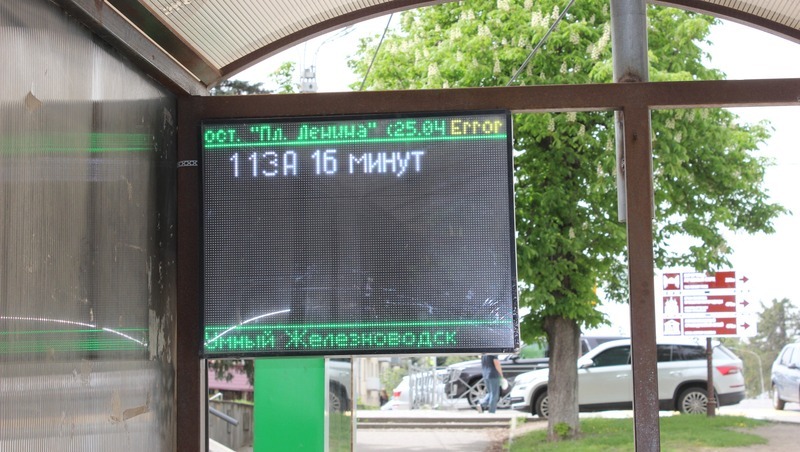 ост. "Пл. Ленина" (25.04 Error
113А 16 минут
Умный Железноводск